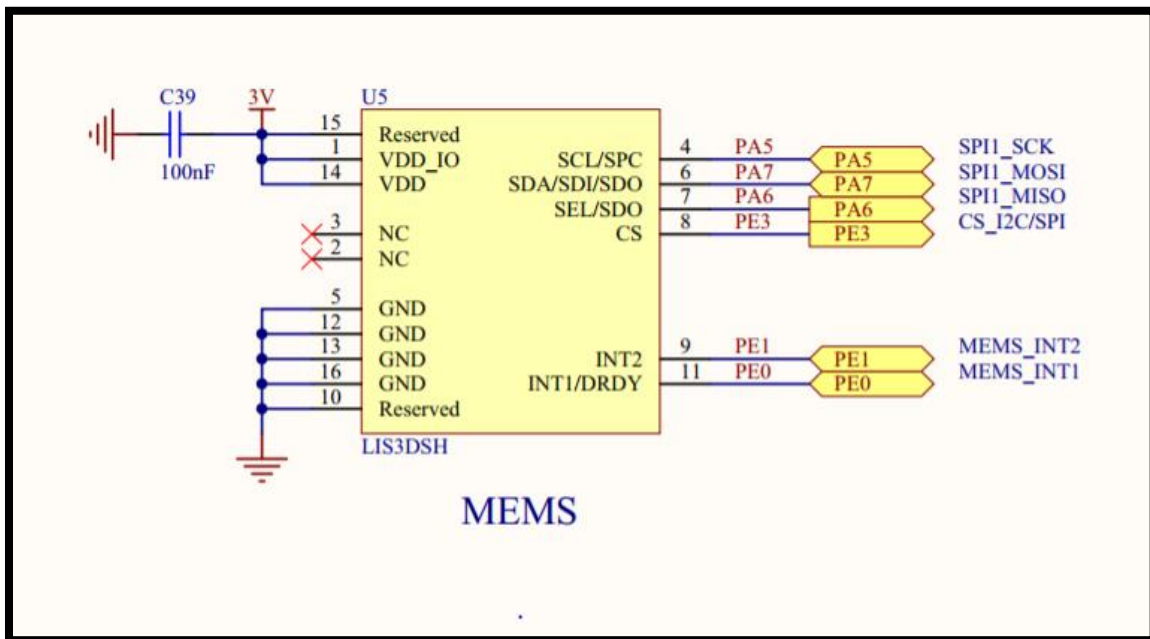 C39 3V U5
100nF
15 Reserved
1 VDD_IO
14 VDD
3 NC
2 NC
5 GND
12 GND
13 GND
16 GND
10 Reserved
SCL/SPC 4 PA5 PA5 SPI1_SCK
SDA/SDI/SDO 6 PA7 PA7 SPI1_MOSI
SEL/SDO 7 PA6 PA6 SPI1_MISO
CS 8 PE3 PE3 CS_I2C/SPI
INT2 9 PE1 PE1 MEMS_INT2
INT1/DRDY 11 PE0 PE0 MEMS_INT1
LIS3DSH
MEMS